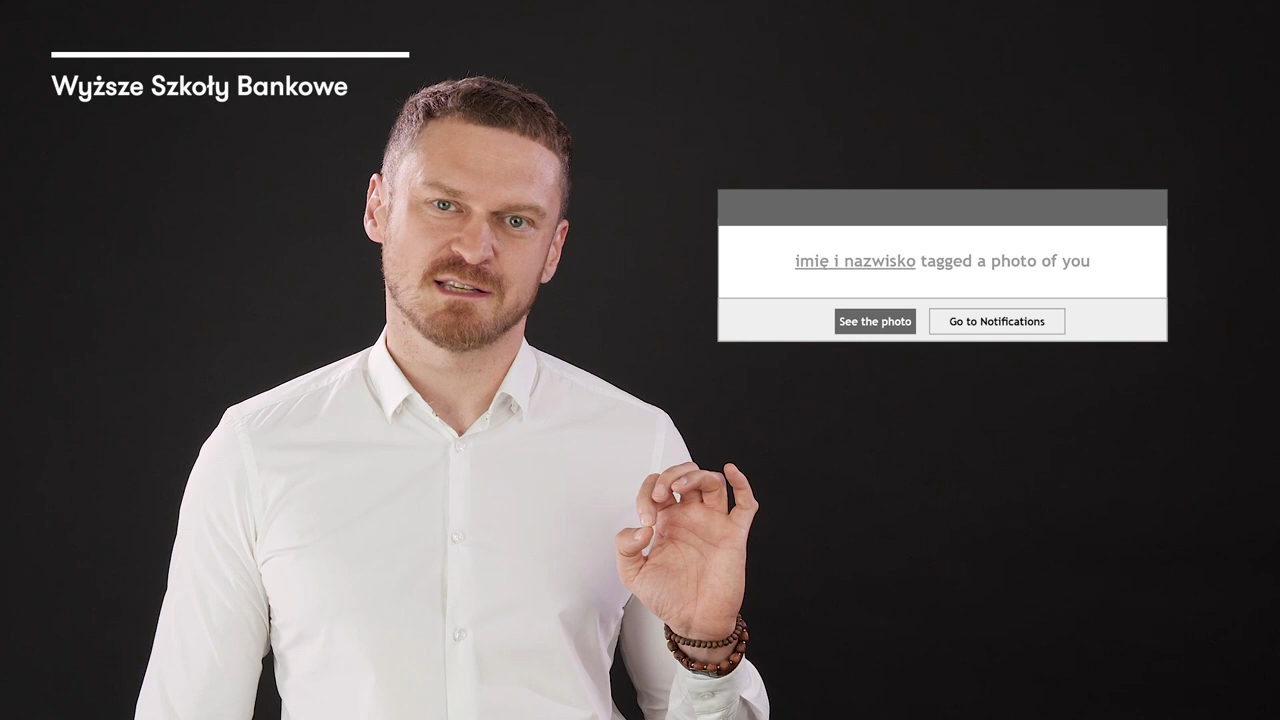 Wyższe Szkoły Bankowe
imię i nazwisko tagged a photo of you
See the photo
Go to Notifications